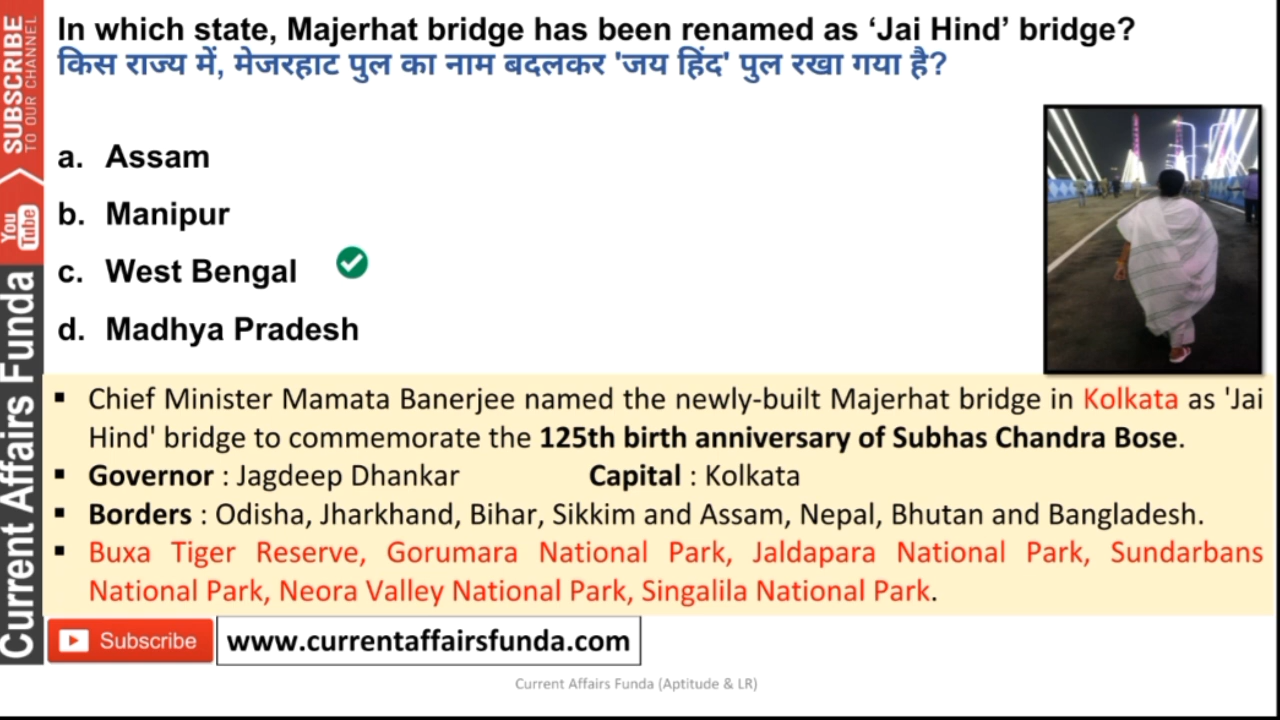 In which state, Majerhat bridge has been renamed as ‘Jai Hind’ bridge?
किस राज्य में, मेजरहाट पुल का नाम बदलकर 'जय हिंद' पुल रखा गया है?
a. Assam
b. Manipur
c. West Bengal
d. Madhya Pradesh
▪ Chief Minister Mamata Banerjee named the newly-built Majerhat bridge in Kolkata as 'Jai
Hind' bridge to commemorate the 125th birth anniversary of Subhas Chandra Bose.
▪ Governor : Jagdeep Dhankar Capital : Kolkata
▪ Borders : Odisha, Jharkhand, Bihar, Sikkim and Assam, Nepal, Bhutan and Bangladesh.
▪ Buxa Tiger Reserve, Gorumara National Park, Jaldapara National Park, Sundarbans
National Park, Neora Valley National Park, Singalila National Park.
SUBSCRIBE
TO OUR CHANNEL
You
Tube
Current Affairs Funda
Subscribe
www.currentaffairsfunda.com
Current Affairs Funda (Aptitude & LR)